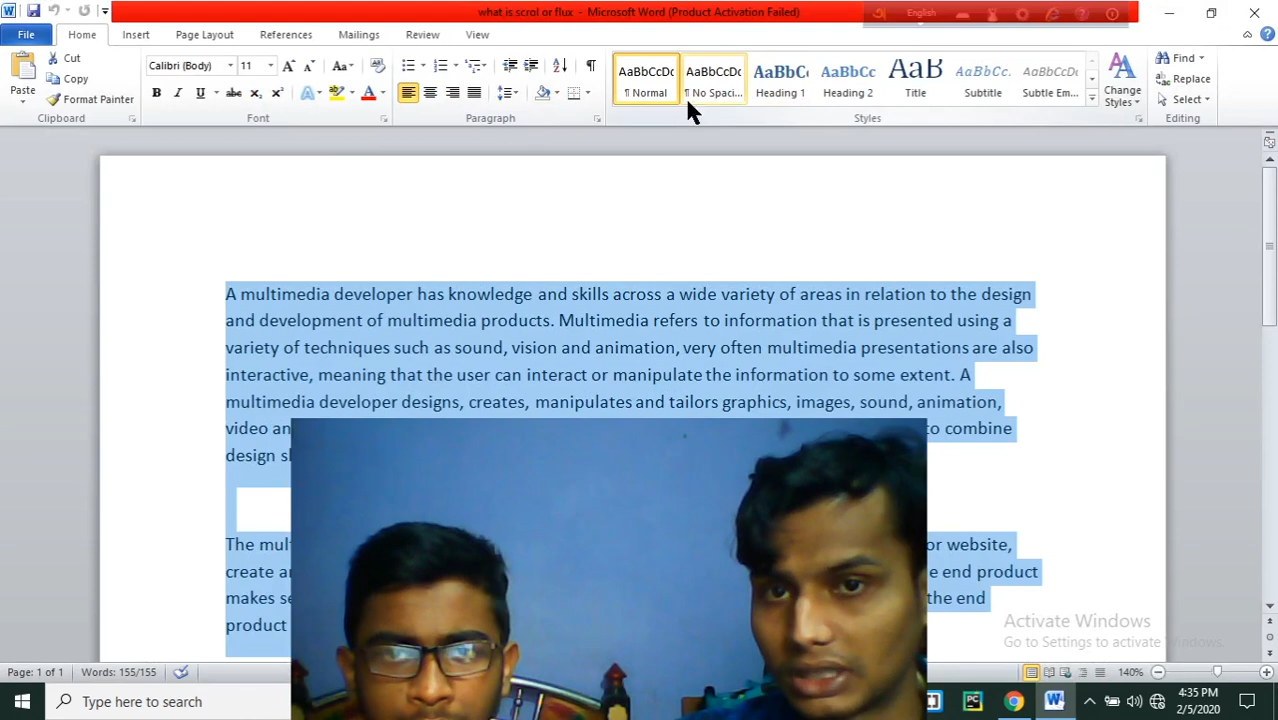 what is scrol or flux - Microsoft Word (Product Activation Failed)
English
File Home Insert Page Layout References Mailings Review View
Paste
Cut
Copy
Format Painter
Clipboard
Calibri (Body) 11
Aa
B I U abc x₂ x²
A
Font
Paragraph
AaBbCcDc AaBbCcDc AaBbCc AaBbCc AaB AaBbCc. AaBbCcDc
¶ Normal ¶ No Spaci... Heading 1 Heading 2 Title Subtitle Subtle Em...
Styles
Change
Styles
Find
Replace
Select
Editing
A multimedia developer has knowledge and skills across a wide variety of areas in relation to the design
and development of multimedia products. Multimedia refers to information that is presented using a
variety of techniques such as sound, vision and animation, very often multimedia presentations are also
interactive, meaning that the user can interact or manipulate the information to some extent. A
multimedia developer designs, creates, manipulates and tailors graphics, images, sound, animation,
video to combine
design
The or website,
create end product
makes the end
product
Activate Windows
Go to Settings to activate Windows.
Page: 1 of 1 Words: 155/155 140%
Type here to search
PC
W
4:35 PM
2/5/2020